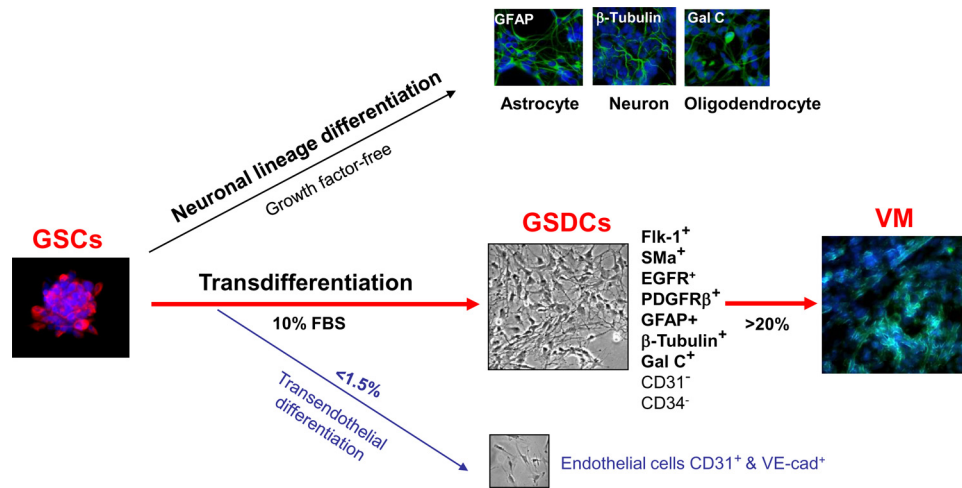 GFAP
β-Tubulin
Gal C
Astrocyte
Neuron
Oligodendrocyte
Neuronal lineage differentiation
Growth factor-free
GSCs
Transdifferentiation
10% FBS
<1.5%
Transendothelial
differentiation
GSDCs
Flk-1⁺
SMa⁺
EGFR⁺
PDGFRβ⁺
GFAP+
β-Tubulin⁺
Gal C⁺
CD31⁻
CD34⁻
>20%
VM
Endothelial cells CD31⁺ & VE-cad⁺